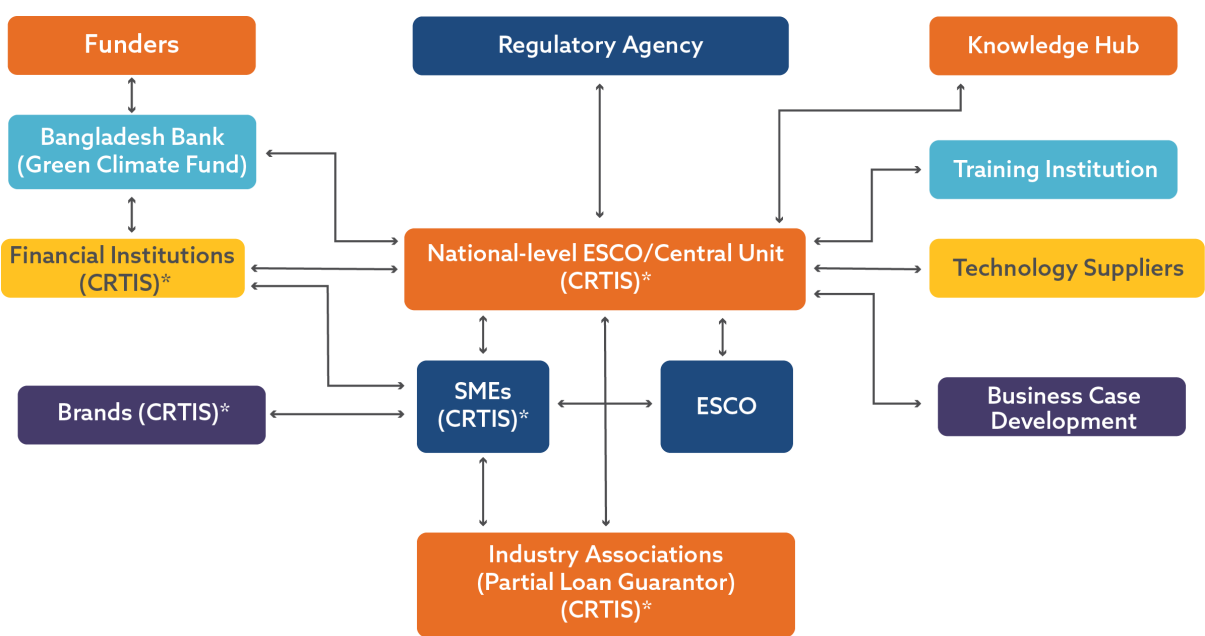 Funders
Regulatory Agency
Knowledge Hub
Bangladesh Bank
(Green Climate Fund)
Training Institution
Financial Institutions
(CRTIS)*
National-level ESCO/Central Unit
(CRTIS)*
Technology Suppliers
Brands (CRTIS)*
SMEs
(CRTIS)*
ESCO
Business Case
Development
Industry Associations
(Partial Loan Guarantor)
(CRTIS)*